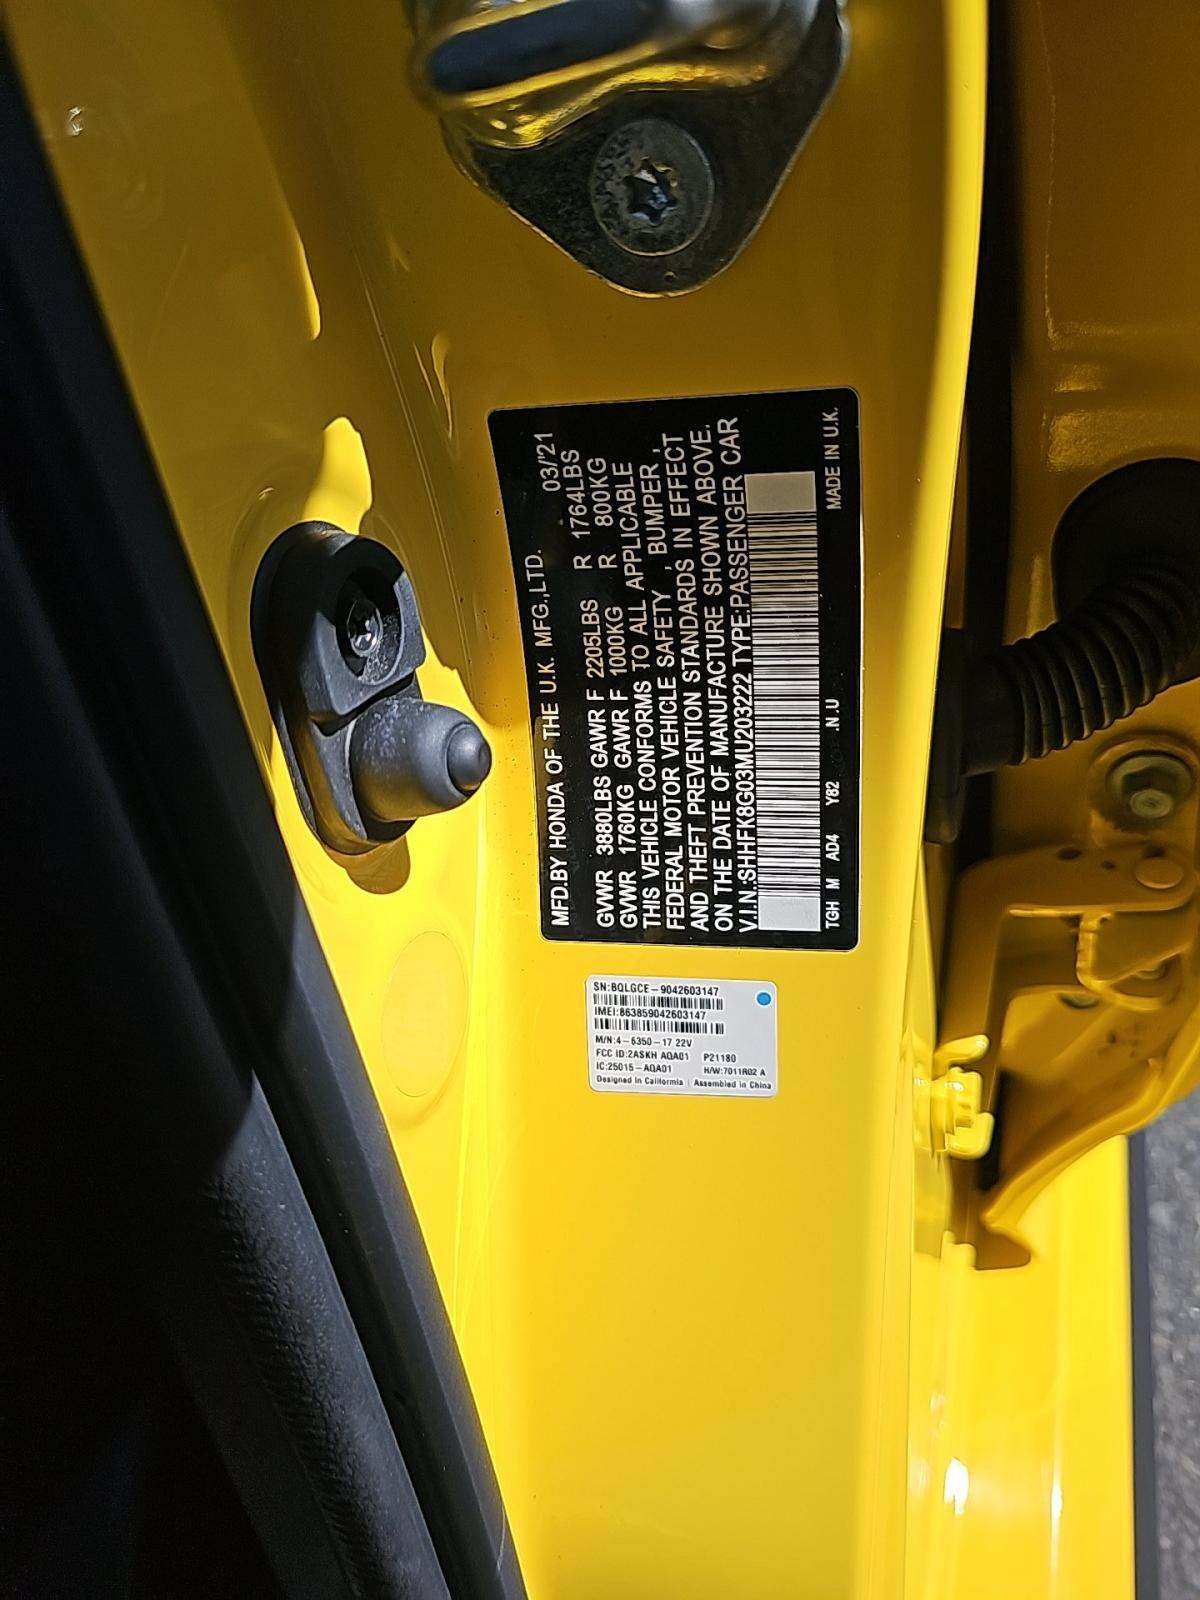 MFD.BY HONDA OF THE U.K. MFG.,LTD. 03/'21
GVWR 3880LBS GAWR F 2205LBS R 1764LBS
GVWR 1760KG GAWR F 1000KG R 800KG
THIS VEHICLE CONFORMS TO ALL APPLICABLE
FEDERAL MOTOR VEHICLE SAFETY , BUMPER ,
AND THEFT PREVENTION STANDARDS IN EFFECT
ON THE DATE OF MANUFACTURE SHOWN ABOVE.
V.I.N.:SHHFK8G03MU203222 TYPE:PASSENGER CAR
TGH M AD4 Y82 .N.U MADE IN U.K.
SN:BQLGCE-9042603147
IMEI:863859042603147
M/N:4-6350-17 22V
FCC ID:2ASKH AQA01 P21180
IC:25015-AQA01 H/W:7011R02 A
Designed in California | Assembled in China